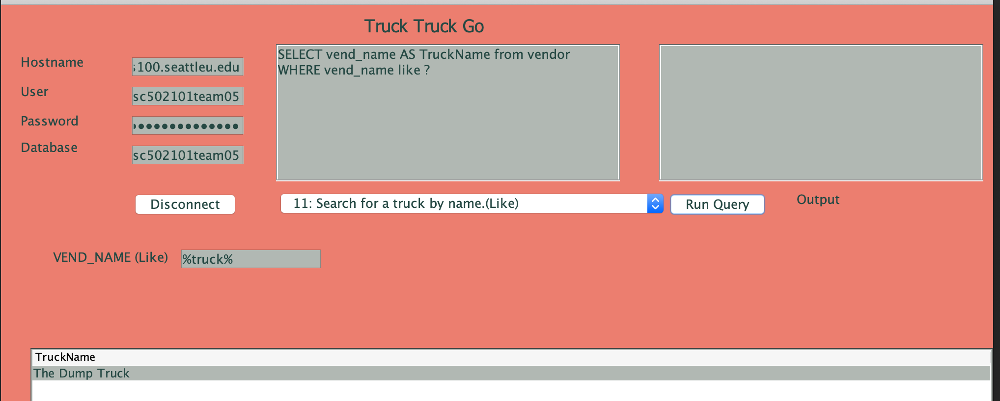 Truck Truck Go
Hostname
100.seattleu.edu
User
sc502101team05
Password
Database
sc502101team05
SELECT vend_name AS TruckName from vendor
WHERE vend_name like ?
Disconnect
11: Search for a truck by name.(Like)
Run Query
Output
VEND_NAME (Like)
%truck%
TruckName
The Dump Truck